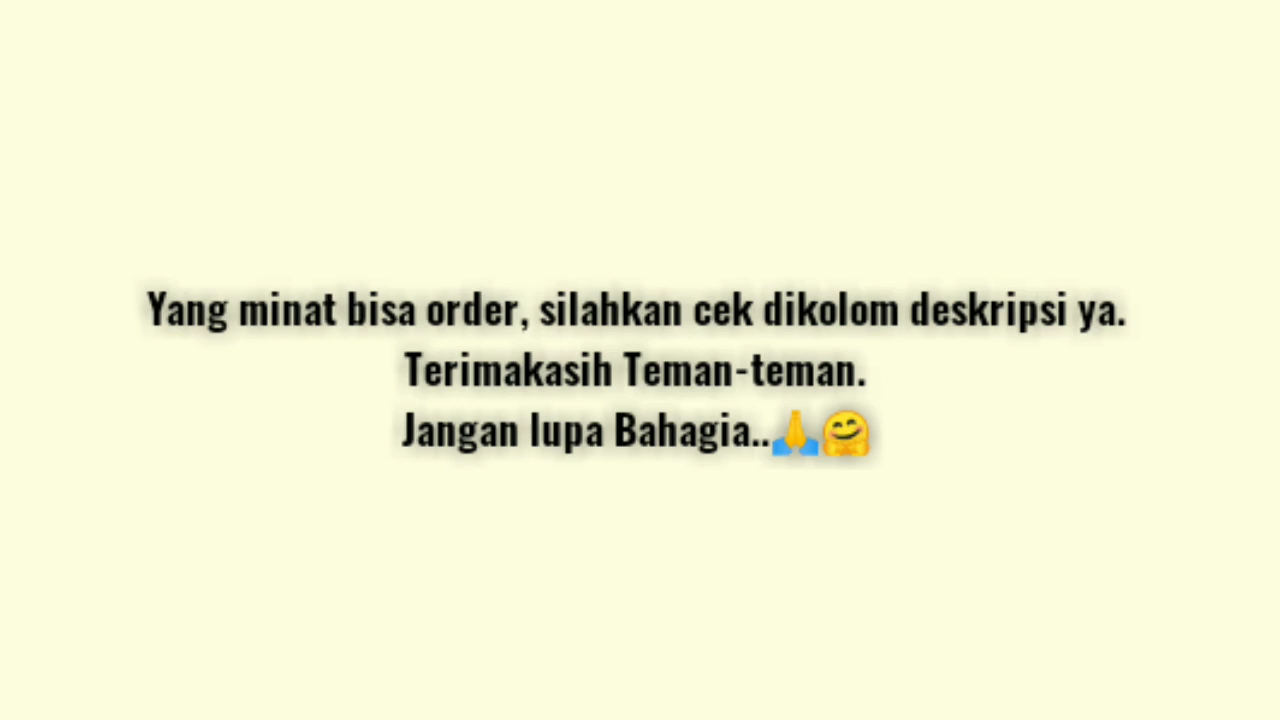 Yang minat bisa order, silahkan cek dikolom deskripsi ya.
Terimakasih Teman-teman.
Jangan lupa Bahagia..🙏🤗